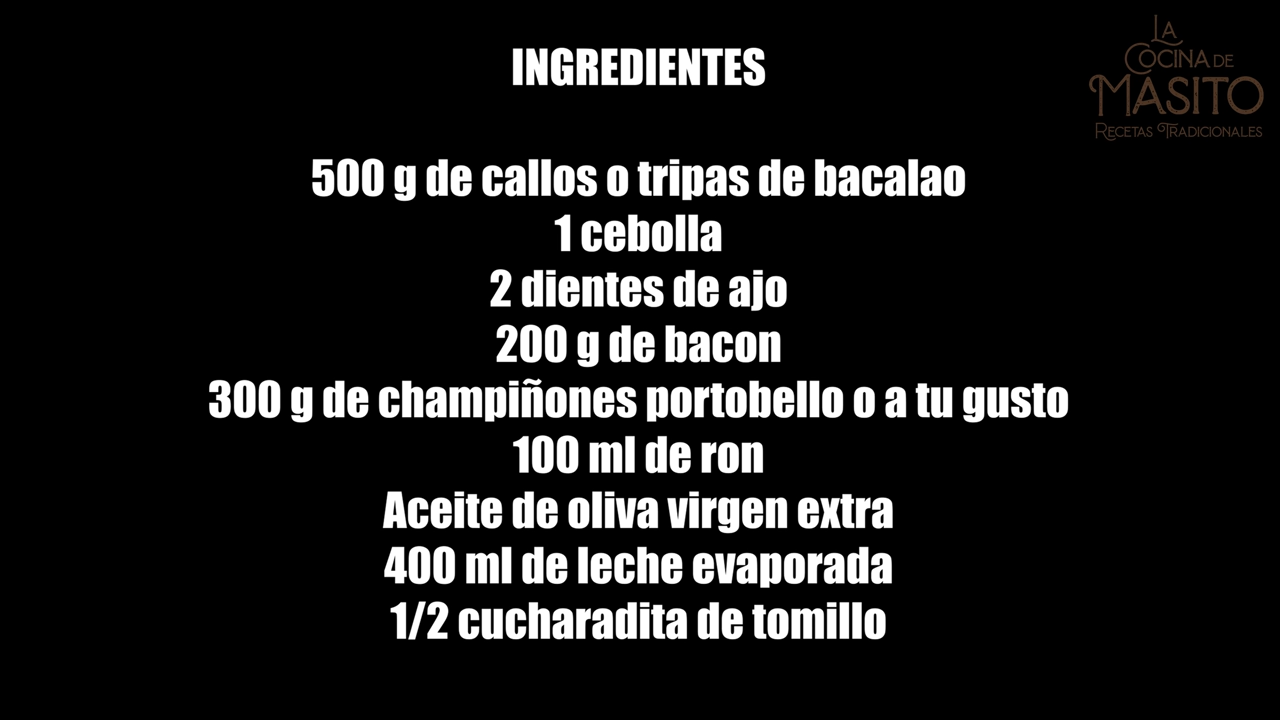 INGREDIENTES
LA
COCINA DE
MASITO
RECETAS TRADICIONALES
500 g de callos o tripas de bacalao
1 cebolla
2 dientes de ajo
200 g de bacon
300 g de champiñones portobello o a tu gusto
100 ml de ron
Aceite de oliva virgen extra
400 ml de leche evaporada
1/2 cucharadita de tomillo